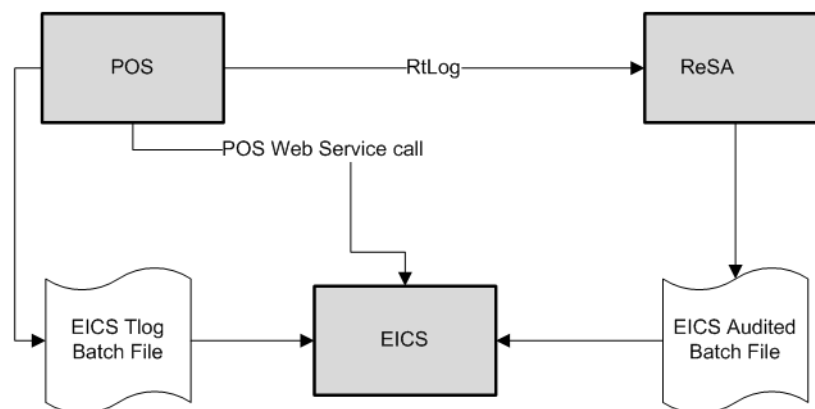 POS
RtLog
ReSA
POS Web Service call
EICS Tlog
Batch File
EICS
EICS Audited
Batch File